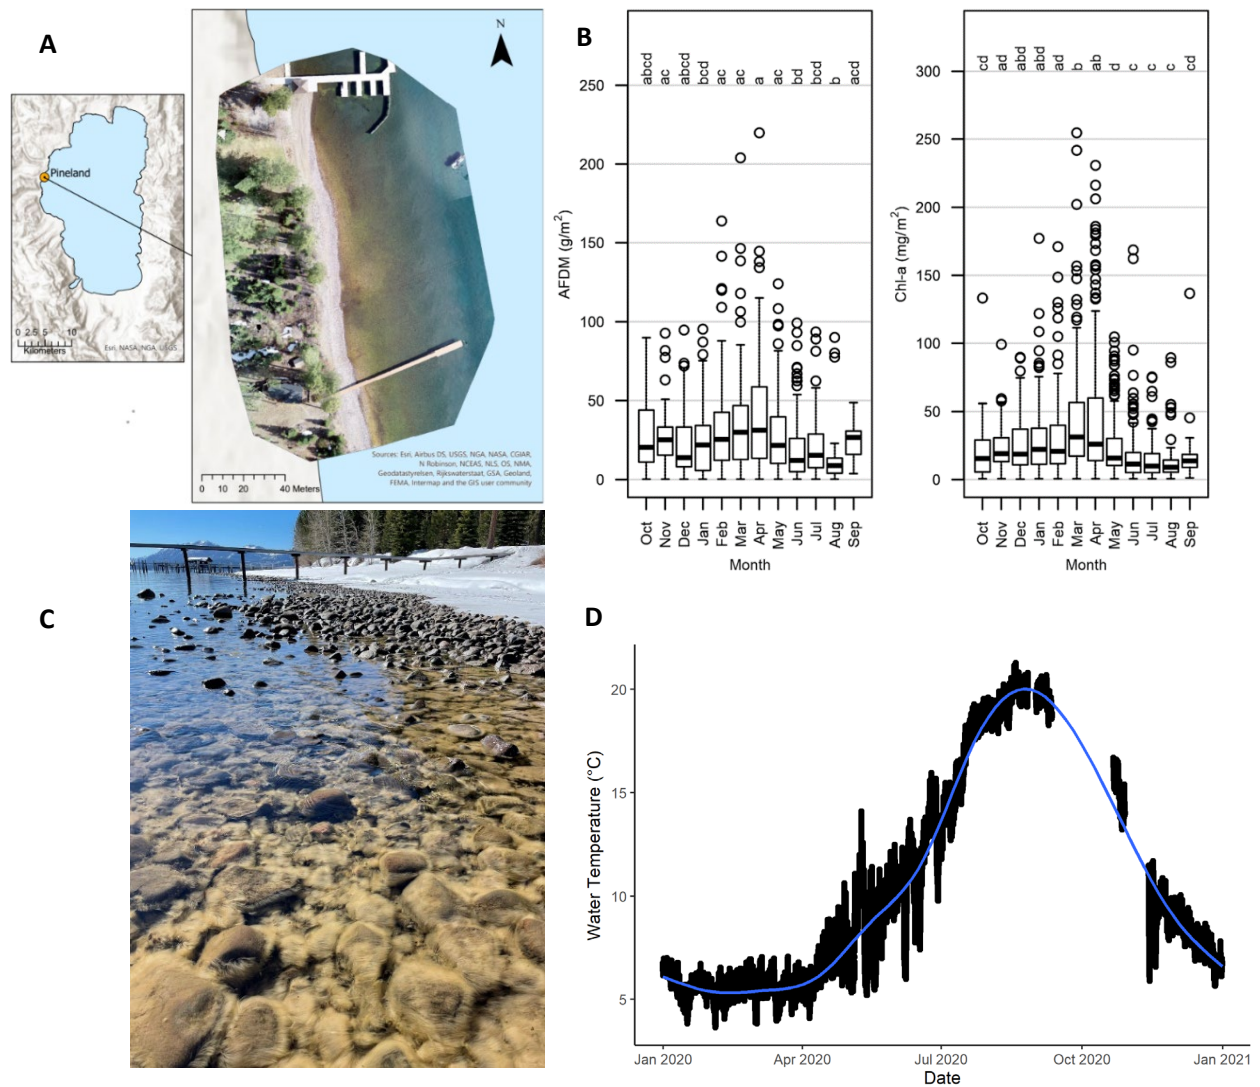 A
Pineland
0 2.5 5 10
Kilometers
Esri, NASA, NGA, USGS
N
Sources: Esri, Airbus DS, USGS, NGA, NASA, CGIAR,
N Robinson, NCEAS, NLS, OS, NMA,
Geodatastyrelsen, Rijkswaterstaat, GSA, Geoland,
FEMA, Intermap and the GIS user community
0 10 20 40 Meters
B
abcd ac abcd bcd ac ac a ac bd bcd b acd
250
200
150
100
50
0
AFDM (g/m²)
Oct Nov Dec Jan Feb Mar Apr May Jun Jul Aug Sep
Month
cd ad abd abd ad b ab d c c c cd
300
250
200
150
100
50
0
Chl-a (mg/m²)
Oct Nov Dec Jan Feb Mar Apr May Jun Jul Aug Sep
Month
C
D
20
15
10
5
Water Temperature (°C)
Jan 2020 Apr 2020 Jul 2020 Oct 2020 Jan 2021
Date